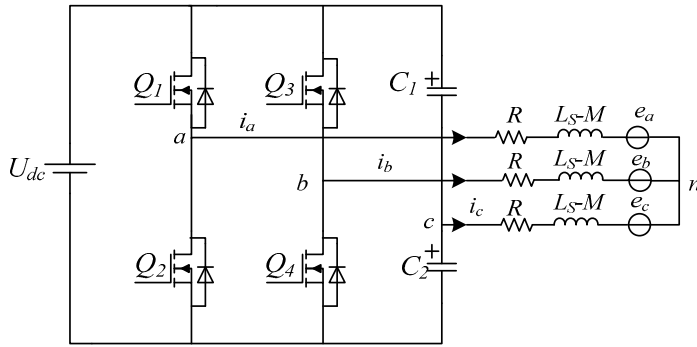 Q1
Q3
C1
+
ia
R
LS-M
ea
a
Udc
ib
R
LS-M
eb
n
b
ic
R
LS-M
ec
c
+
Q2
Q4
C2